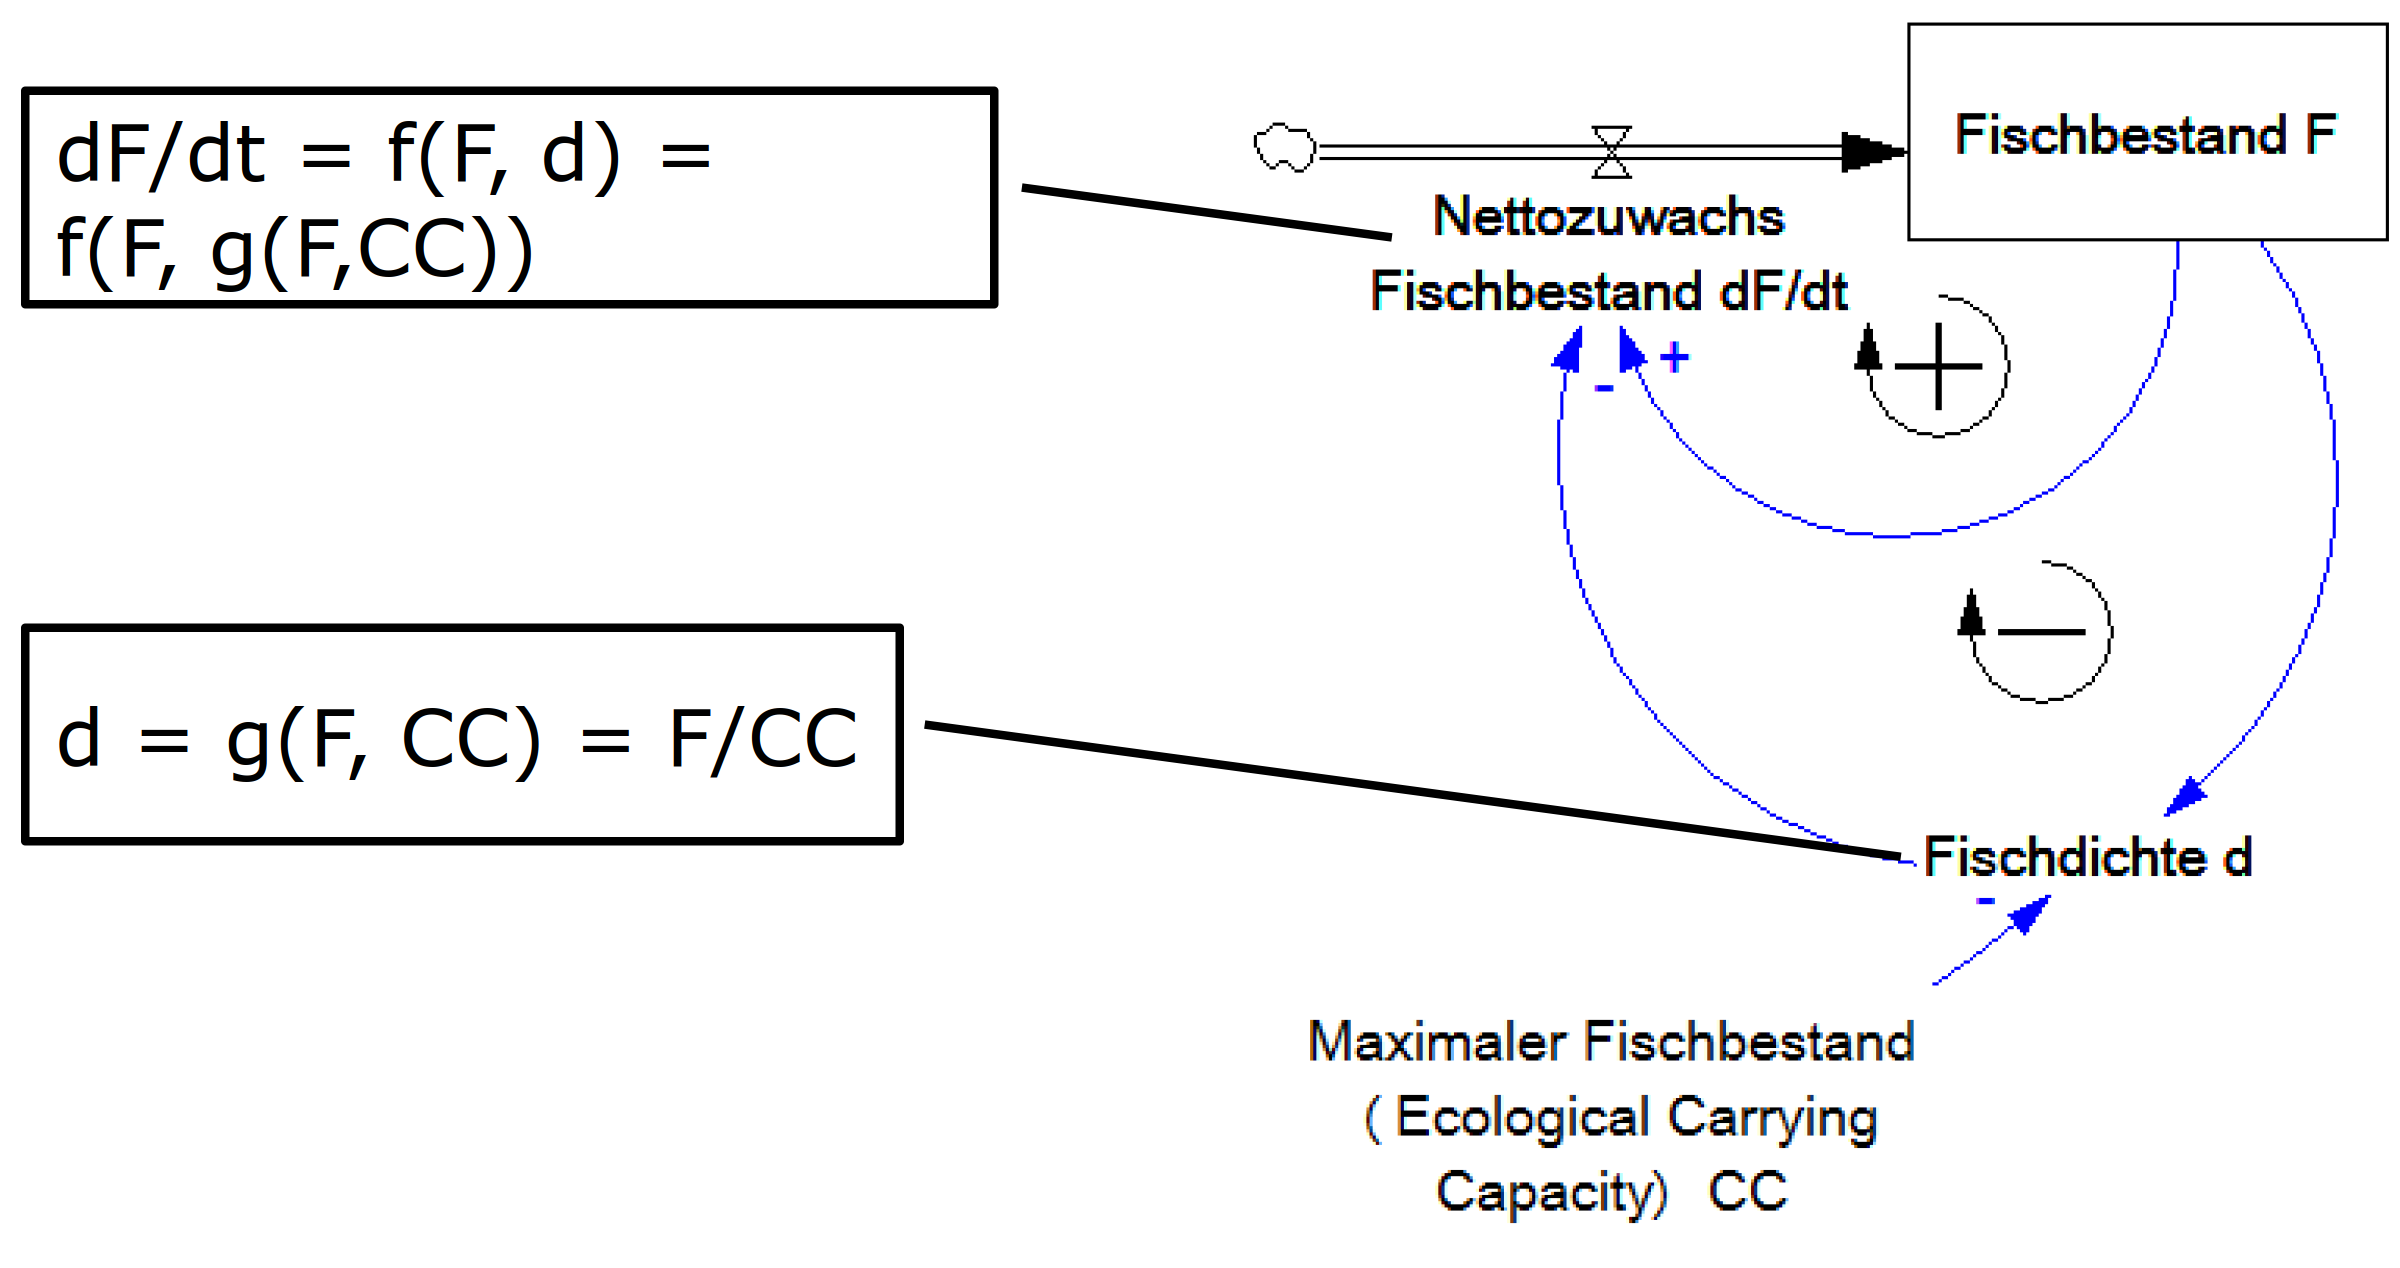 dF/dt = f(F, d) =
f(F, g(F,CC))
d = g(F, CC) = F/CC
Fischbestand F
Nettozuwachs
Fischbestand dF/dt
+
-
+
—
Fischdichte d
-
Maximaler Fischbestand
( Ecological Carrying
Capacity) CC